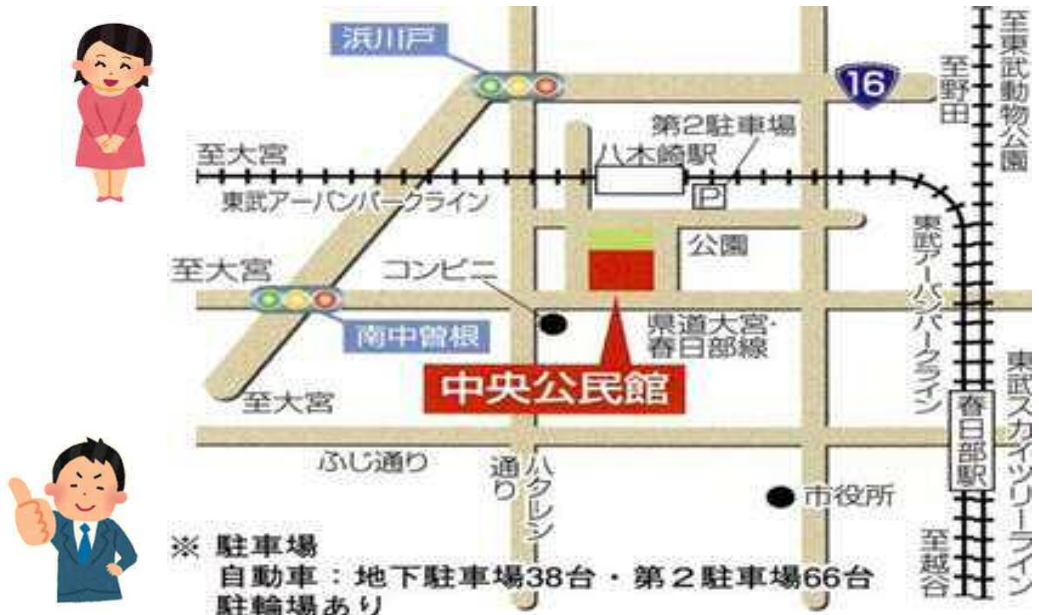 浜川戸
16
至野田
至東武動物公園
第2駐車場
八木崎駅
至大宮
P
東武アーバンパークライン
公園
至大宮
コンビニ
東武アーバンパークライン
南中曽根
県道大宮・
春日部線
中央公民館
至大宮
東武スカイツリーライン
春日部駅
ふじ通り
ハクレン
通り
市役所
至越谷
※ 駐車場
自動車：地下駐車場38台・第２駐車場66台
駐輪場あり